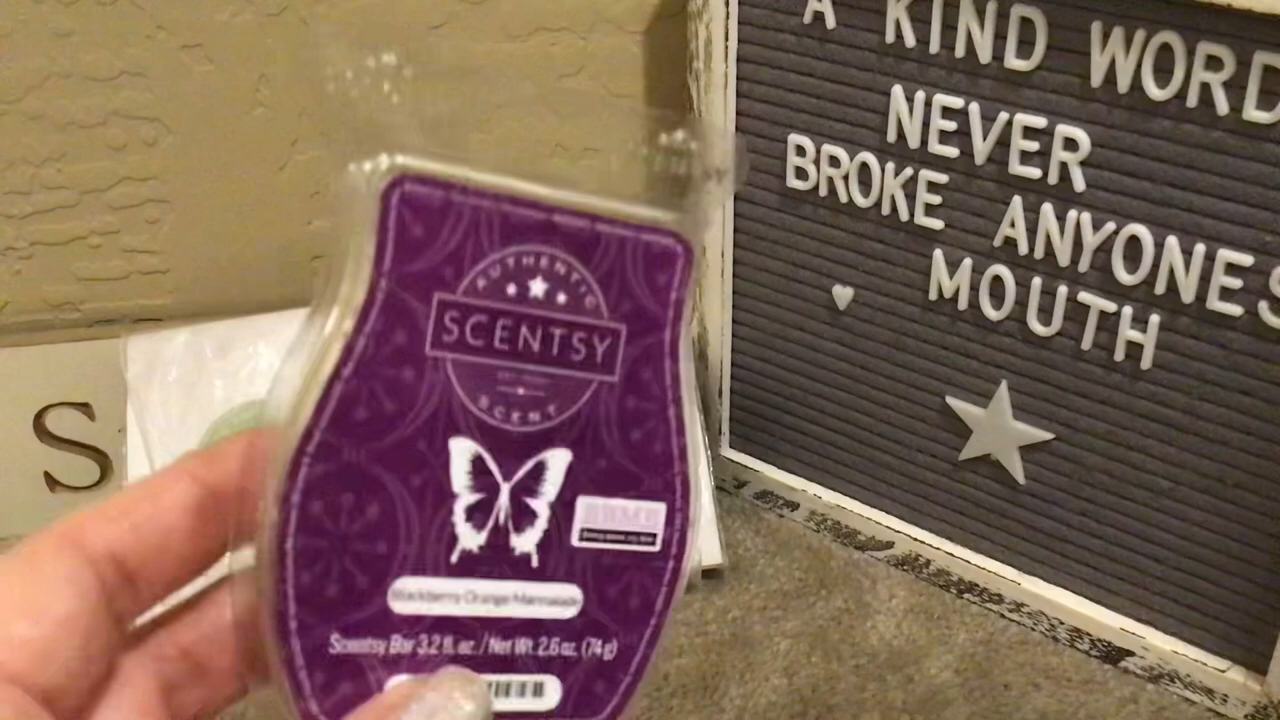 A KIND WORD
NEVER
BROKE ANYONES
MOUTH
AUTHENTIC
SCENTSY
SCENT
Blackberry Orange Marmalade
Scentsy Bar 3.2 fl. oz. / Net Wt. 2.6 oz. (74 g)
S